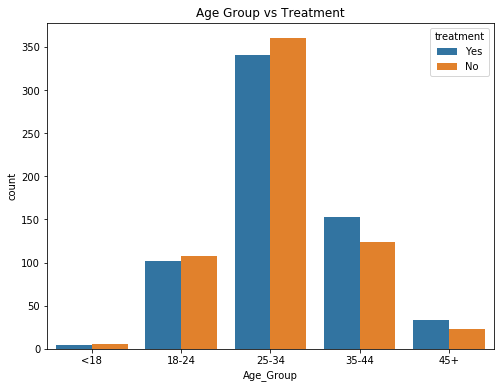 Age Group vs Treatment
treatment
Yes
No
count
350
300
250
200
150
100
50
0
<18 18-24 25-34 35-44 45+
Age_Group